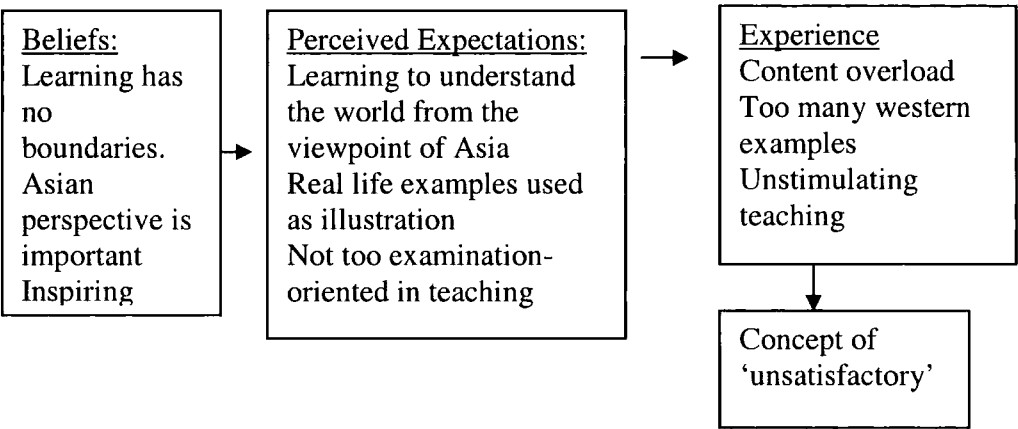 Beliefs:
Learning has
no
boundaries.
Asian
perspective is
important
Inspiring
Perceived Expectations:
Learning to understand
the world from the
viewpoint of Asia
Real life examples used
as illustration
Not too examination-
oriented in teaching
Experience
Content overload
Too many western
examples
Unstimulating
teaching
Concept of
‘unsatisfactory’